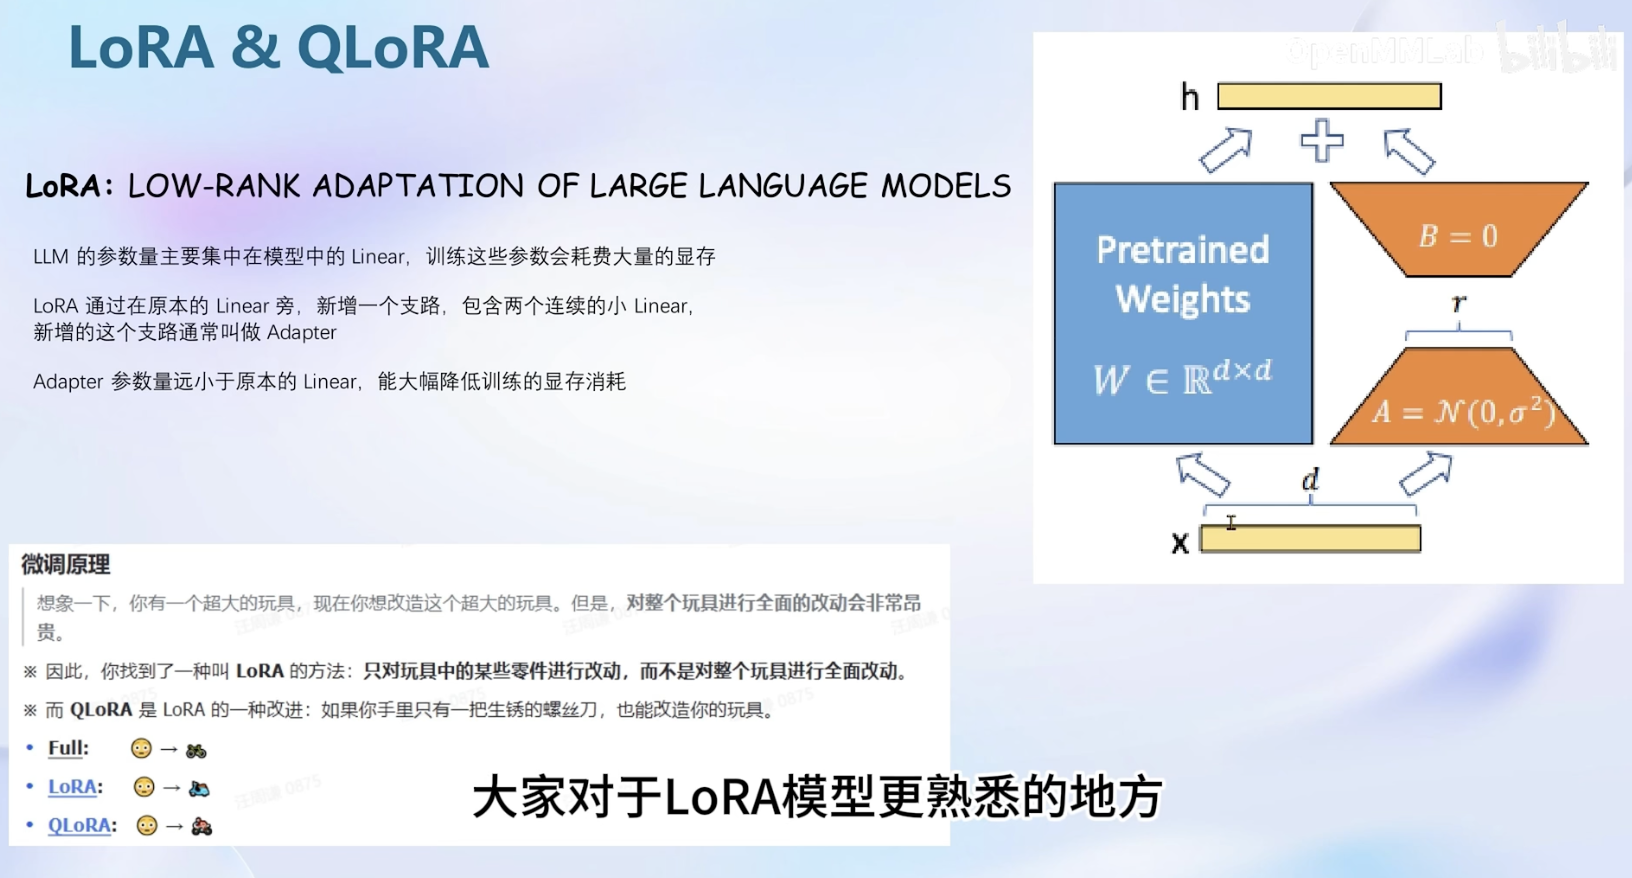 LoRA & QLoRA
OpenMMLab bilibili
LoRA: LOW-RANK ADAPTATION OF LARGE LANGUAGE MODELS
LLM 的参数量主要集中在模型中的 Linear，训练这些参数会耗费大量的显存
LoRA 通过在原本的 Linear 旁，新增一个支路，包含两个连续的小 Linear，
新增的这个支路通常叫做 Adapter
Adapter 参数量远小于原本的 Linear，能大幅降低训练的显存消耗
h
Pretrained
Weights
W ∈ ℝ^{d×d}
B = 0
r
A = 𝒩(0, σ²)
d
x
微调原理
想象一下，你有一个超大的玩具，现在你想改造这个超大的玩具。但是，对整个玩具进行全面的改动会非常昂
贵。
※ 因此，你找到了一种叫 LoRA 的方法：只对玩具中的某些零件进行改动，而不是对整个玩具进行全面改动。
※ 而 QLoRA 是 LoRA 的一种改进：如果你手里只有一把生锈的螺丝刀，也能改造你的玩具。
• Full: 😳 → 🏍
• LoRA: 😳 → 🛵
• QLoRA: 😳 → 🏍
大家对于LoRA模型更熟悉的地方